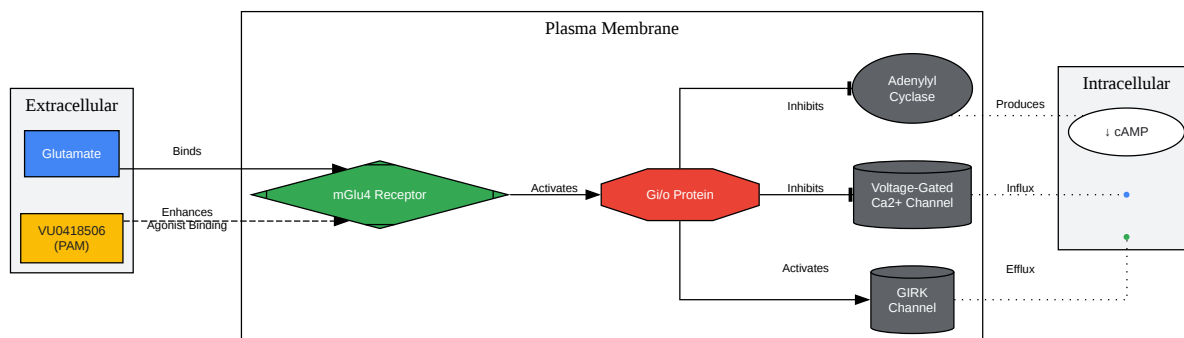 Plasma Membrane
Extracellular
Glutamate
VU0418506
(PAM)
Binds
Enhances
Agonist Binding
mGlu4 Receptor
Activates
Gi/o Protein
Inhibits
Inhibits
Activates
Adenylyl
Cyclase
Voltage-Gated
Ca2+ Channel
GIRK
Channel
Produces
Influx
Efflux
Intracellular
↓ cAMP